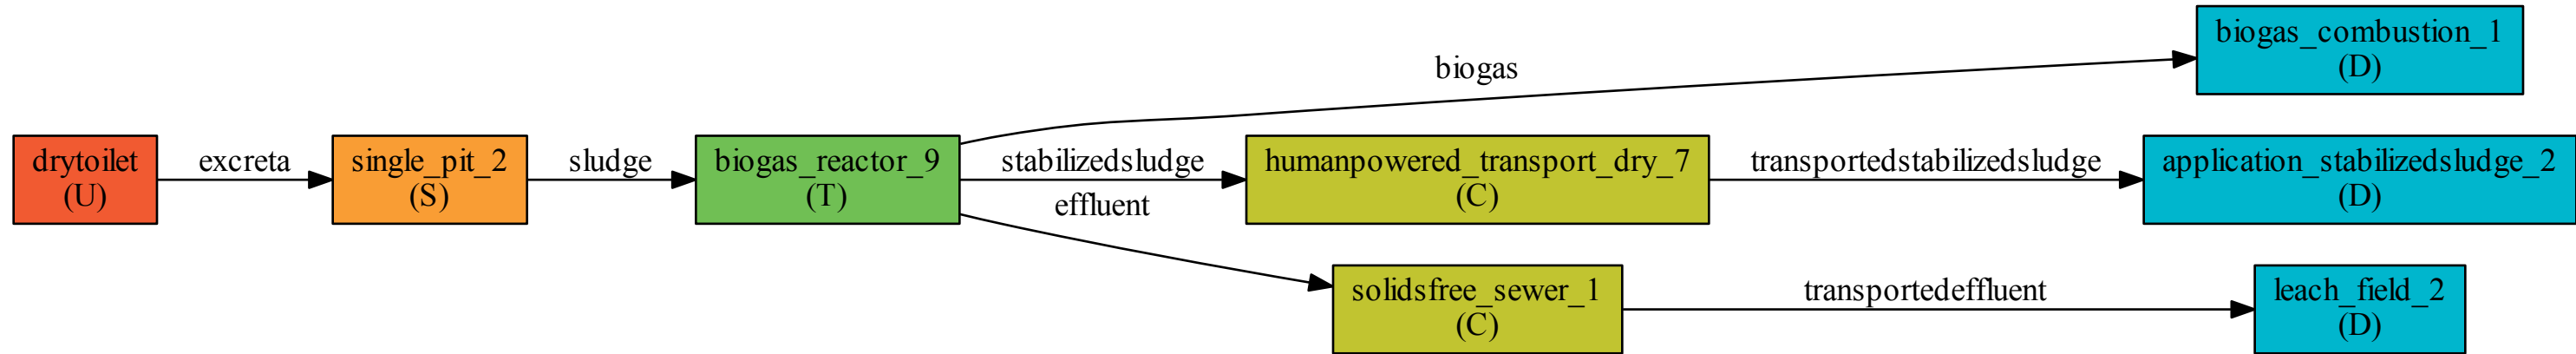 biogas_combustion_1
(D)
biogas
drytoilet
(U)
excreta
single_pit_2
(S)
sludge
biogas_reactor_9
(T)
stabilizedsludge
humanpowered_transport_dry_7
(C)
transportedstabilizedsludge
application_stabilizedsludge_2
(D)
effluent
solidsfree_sewer_1
(C)
transportedeffluent
leach_field_2
(D)